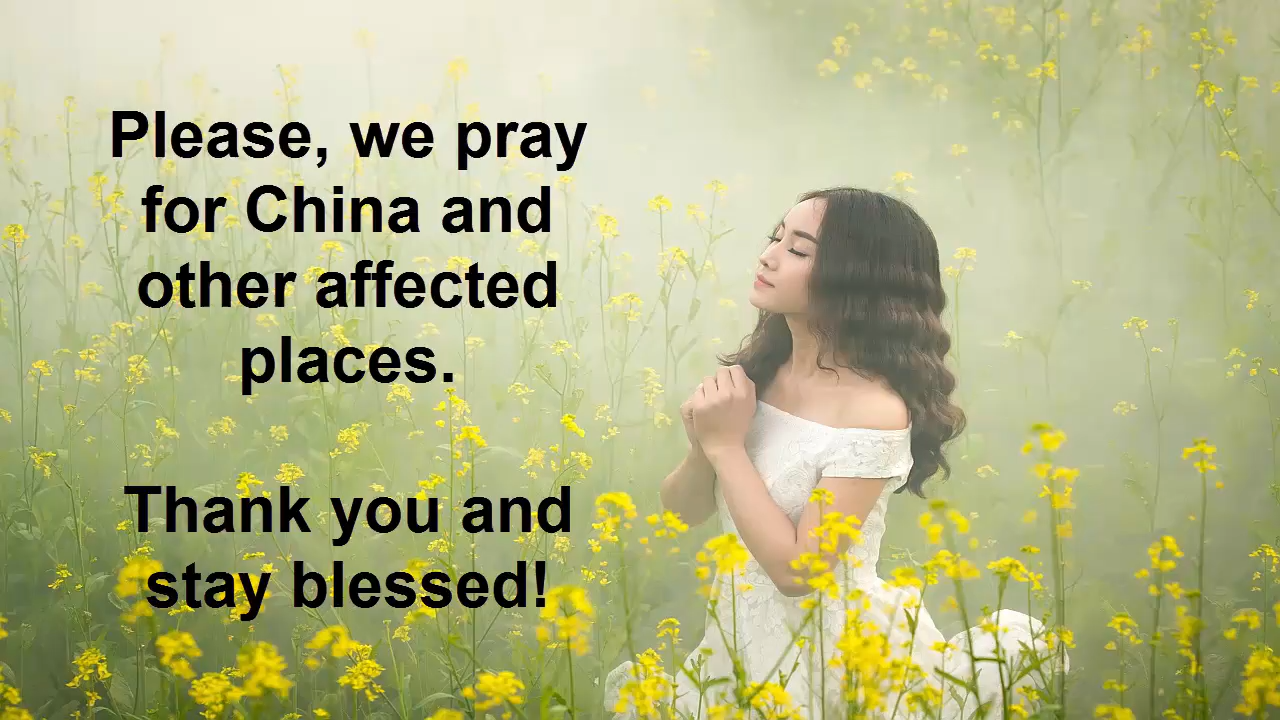 Please, we pray
for China and
other affected
places.
Thank you and
stay blessed!